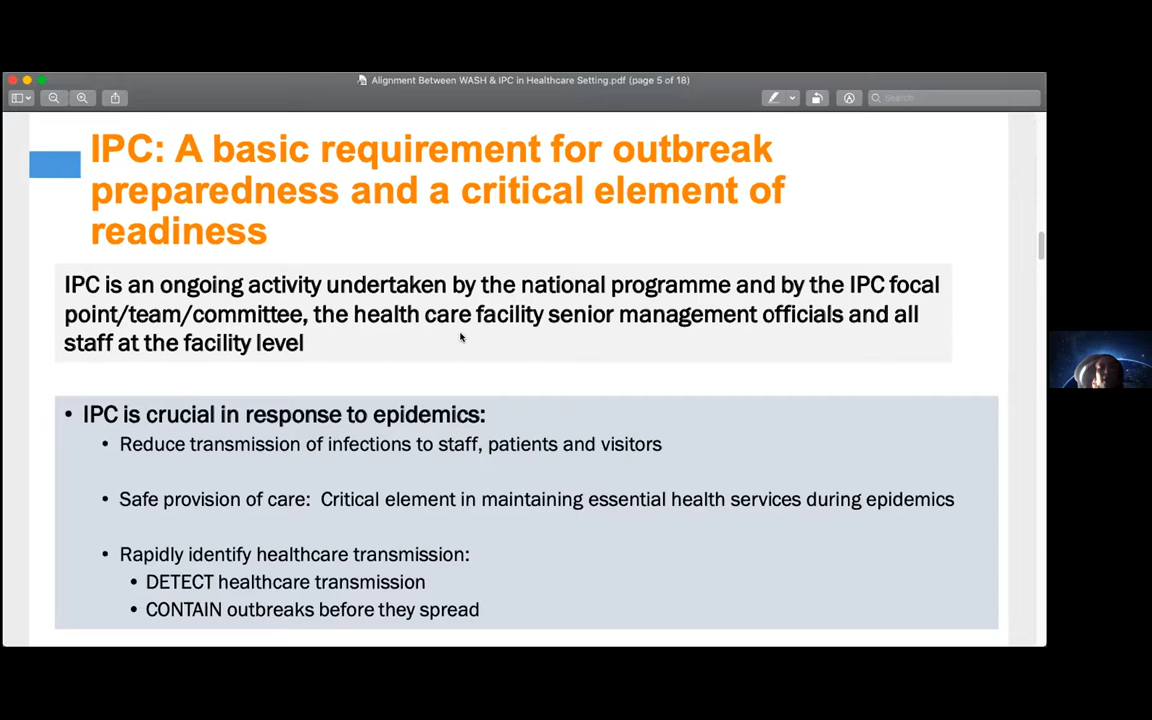 Alignment Between WASH & IPC in Healthcare Setting.pdf (page 5 of 18)
Search
IPC: A basic requirement for outbreak
preparedness and a critical element of
readiness
IPC is an ongoing activity undertaken by the national programme and by the IPC focal
point/team/committee, the health care facility senior management officials and all
staff at the facility level
• IPC is crucial in response to epidemics:
• Reduce transmission of infections to staff, patients and visitors
• Safe provision of care: Critical element in maintaining essential health services during epidemics
• Rapidly identify healthcare transmission:
• DETECT healthcare transmission
• CONTAIN outbreaks before they spread